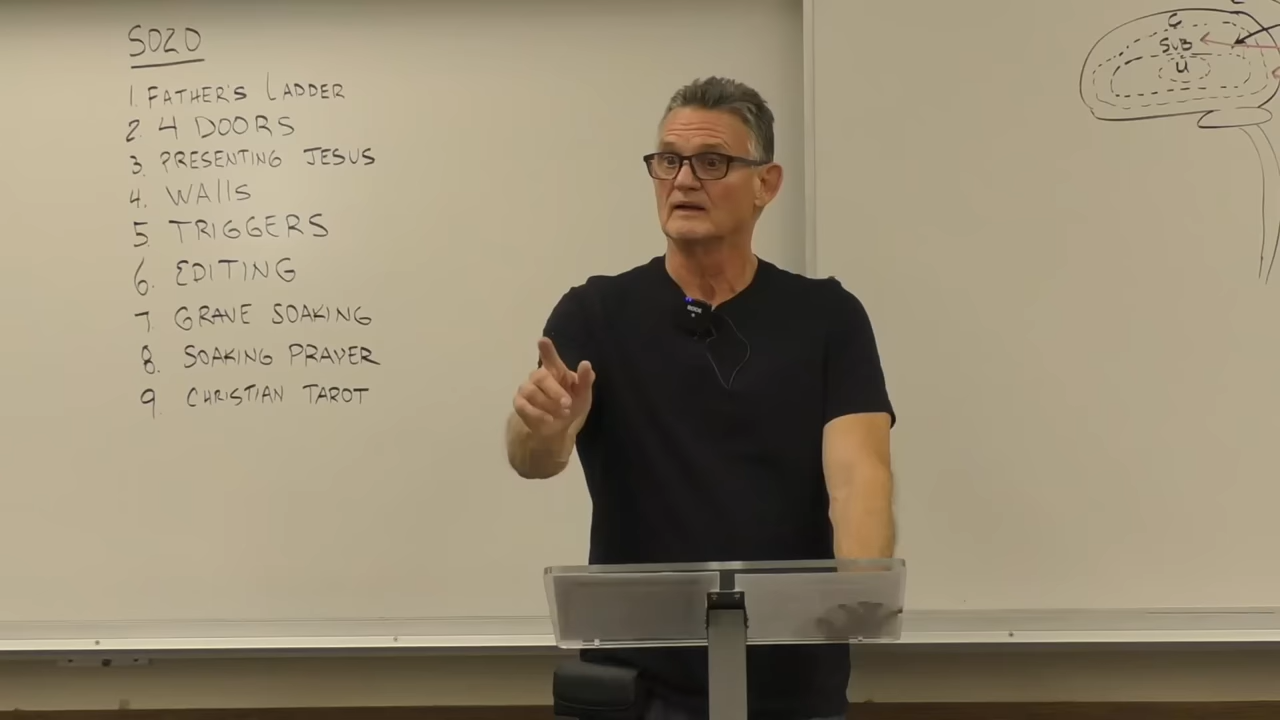 SOZO
1. FATHER'S LADDER
2. 4 DOORS
3. PRESENTING JESUS
4. WAllS
5 TRIGGERS
6. EDITING
7. GRAVE SOAKING
8. SOAKING PRAYER
9. CHRISTIAN TAROT
C
SUB
U
RODE